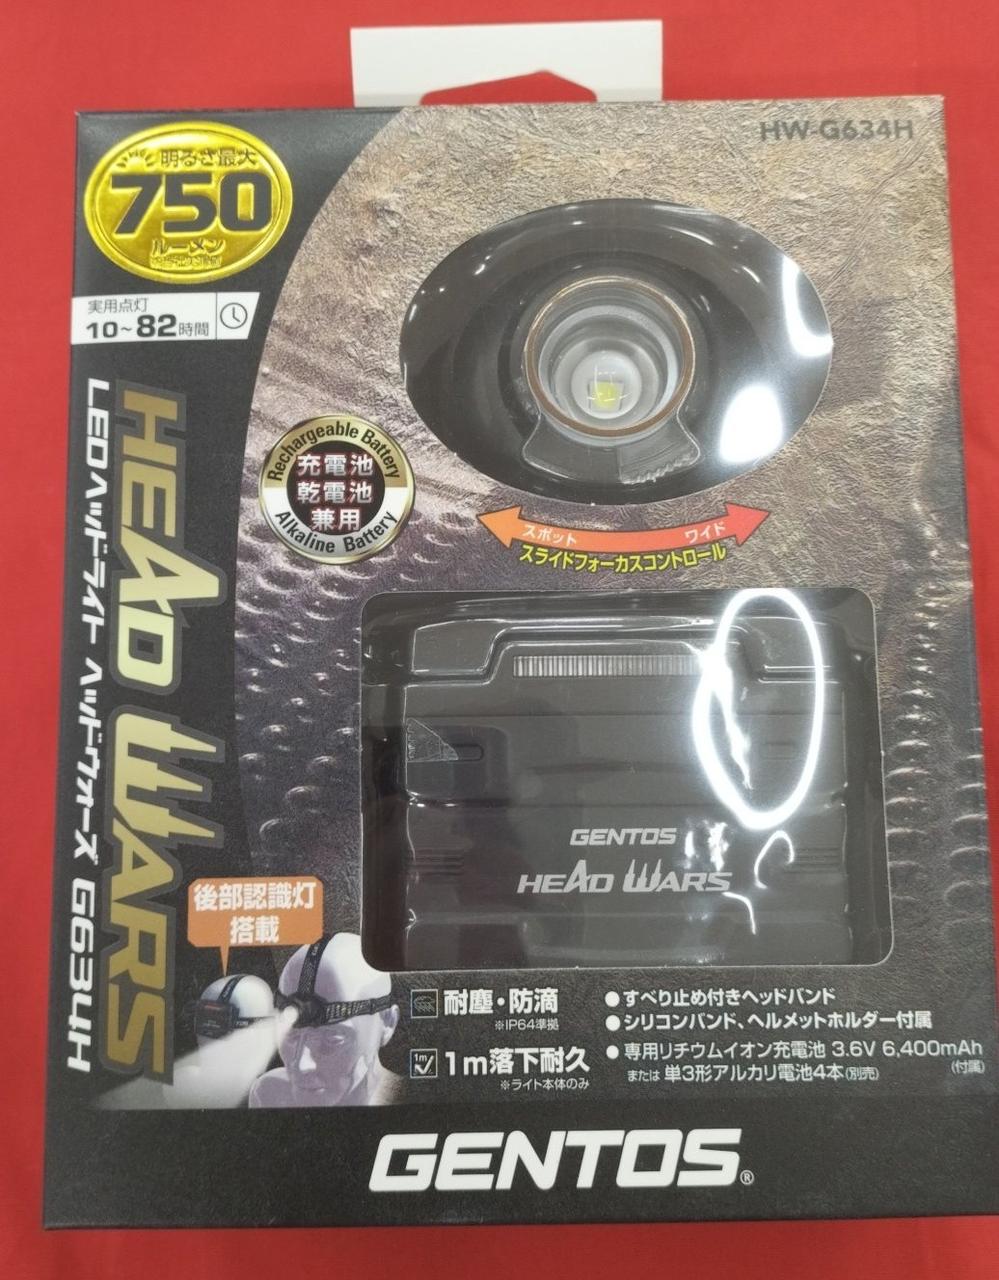 HW-G634H
明るさ最大
750
ルーメン
実用点灯
10~82時間
HEAD WARS
LEDヘッドライト ヘッドウォーズ G634H
Rechargeable Battery
充電池
乾電池
兼用
Alkaline Battery
スポット ワイド
スライドフォーカスコントロール
GENTOS
HEAD WARS
後部認識灯
搭載
耐塵・防滴
※IP64準拠
1m
1m落下耐久
※ライト本体のみ
●すべり止め付きヘッドバンド
●シリコンバンド、ヘルメットホルダー付属
●専用リチウムイオン充電池 3.6V 6,400mAh
(付属)
または 単3形アルカリ電池4本(別売)
GENTOS®